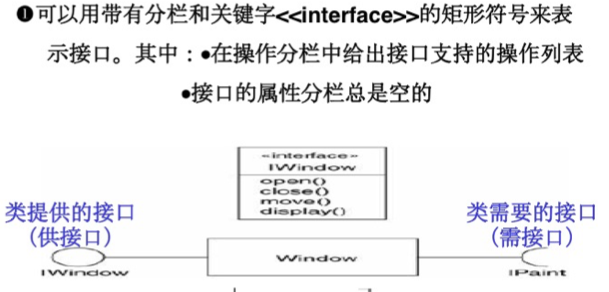 ❶可以用带有分栏和关键字<<interface>>的矩形符号来表
示接口。其中：●在操作分栏中给出接口支持的操作列表
●接口的属性分栏总是空的
«interface»
IWindow
open()
close()
move()
display()
类提供的接口
（供接口）
类需要的接口
（需接口）
Window
IWindow
IPaint